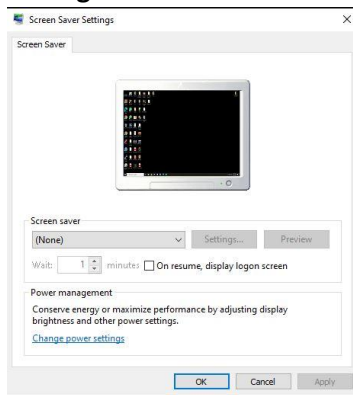 Screen Saver Settings
Screen Saver
Screen saver
(None)
Settings...
Preview
Wait: 1 minutes On resume, display logon screen
Power management
Conserve energy or maximize performance by adjusting display
brightness and other power settings.
Change power settings
OK
Cancel
Apply